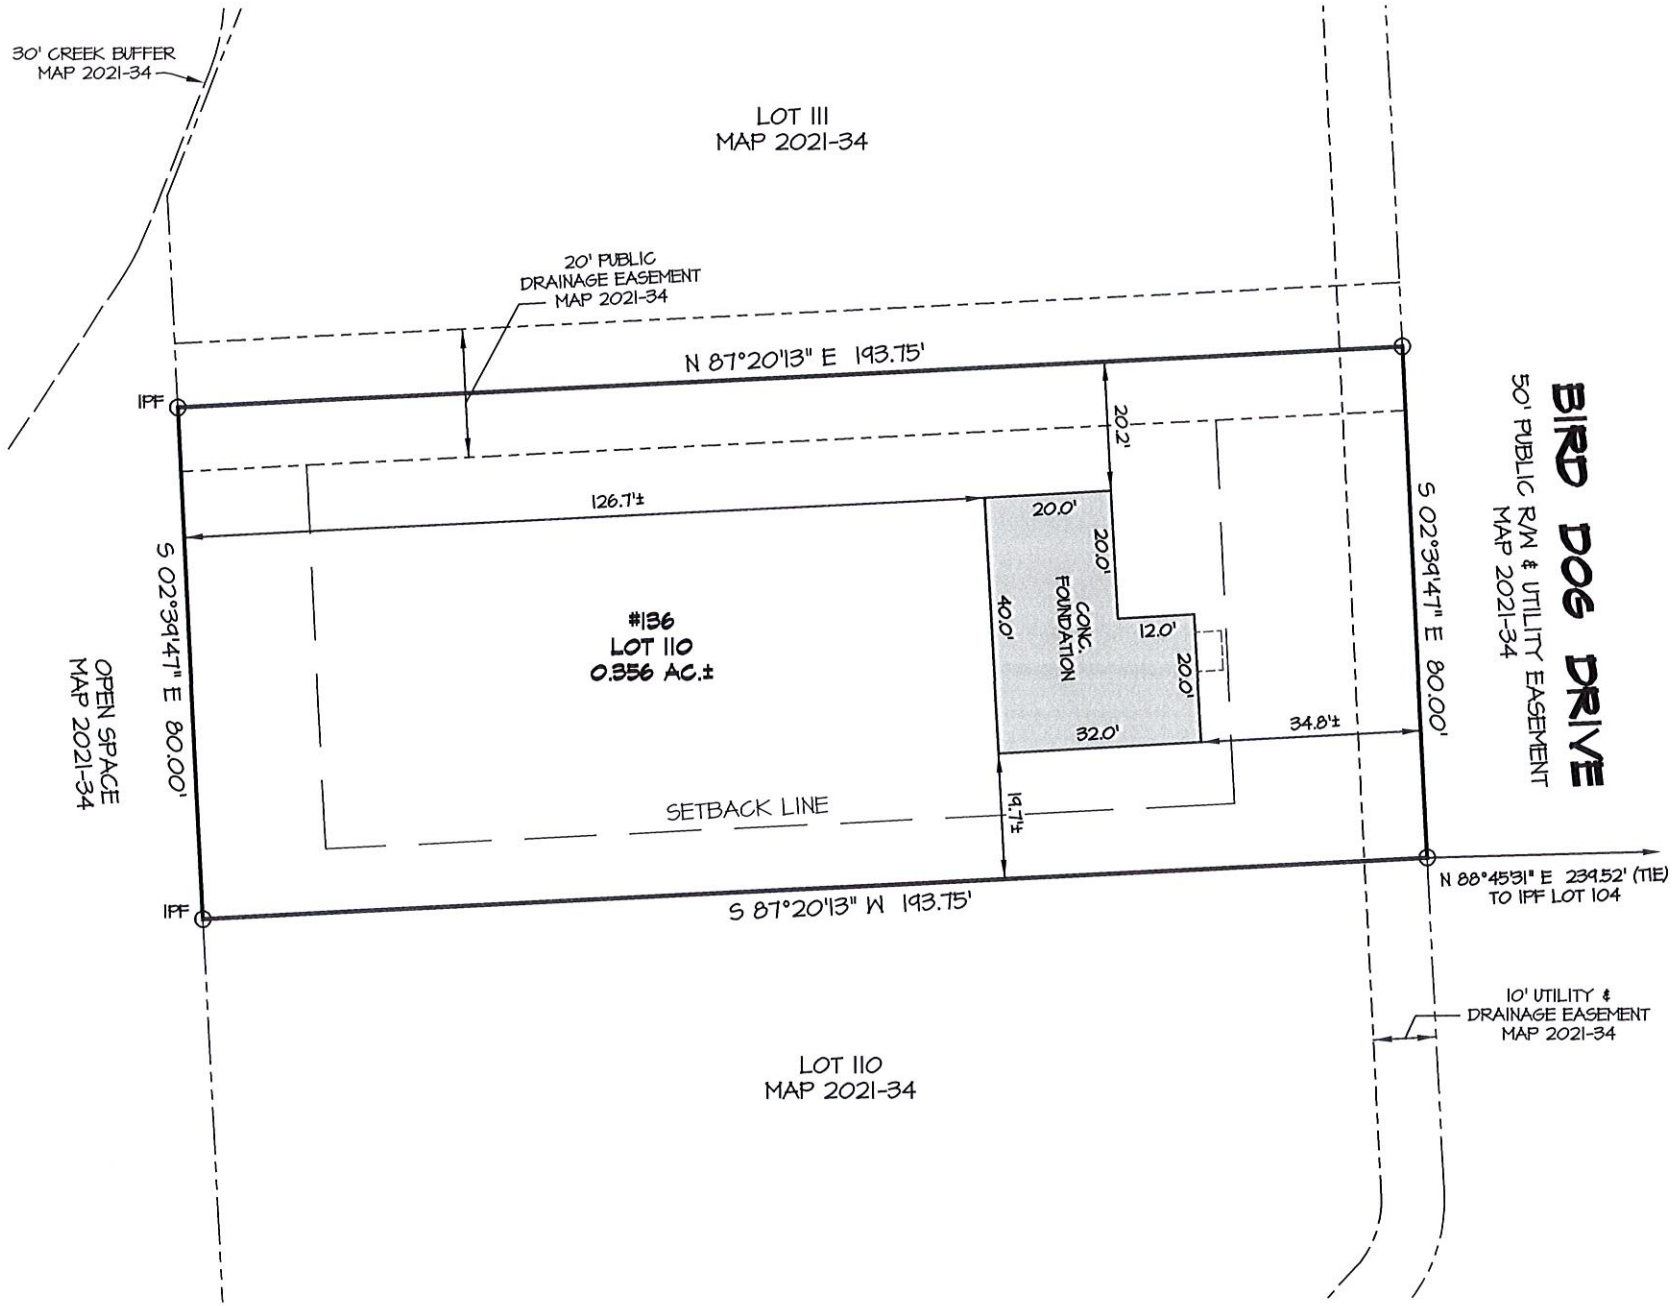 30' CREEK BUFFER
MAP 2021-34
LOT 111
MAP 2021-34
20' PUBLIC
DRAINAGE EASEMENT
MAP 2021-34
N 87°20'13" E 193.75'
IPF
20.2'
126.7'±
20.0'
20.0'
40.0'
CONC.
FOUNDATION
12.0'
20.0'
32.0'
34.8'±
19.7'±
#136
LOT 110
0.356 AC.±
S 02°39'47" E 80.00'
OPEN SPACE
MAP 2021-34
SETBACK LINE
S 02°39'47" E 80.00'
BIRD DOG DRIVE
50' PUBLIC R/W & UTILITY EASEMENT
MAP 2021-34
IPF
S 87°20'13" W 193.75'
N 88°45'31" E 239.52' (TIE)
TO IPF LOT 104
10' UTILITY &
DRAINAGE EASEMENT
MAP 2021-34
LOT 110
MAP 2021-34